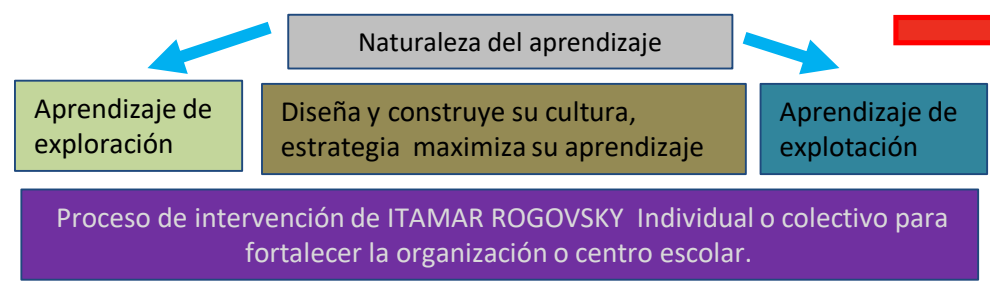 Naturaleza del aprendizaje
Aprendizaje de
exploración
Diseña y construye su cultura,
estrategia  maximiza su aprendizaje
Aprendizaje de
explotación
Proceso de intervención de ITAMAR ROGOVSKY  Individual o colectivo para
fortalecer la organización o centro escolar.